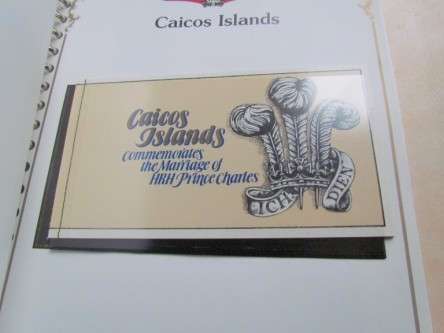 Caicos Islands
Caicos
Islands
Commemorates
the Marriage of
HRH Prince Charles
ICH DIEN